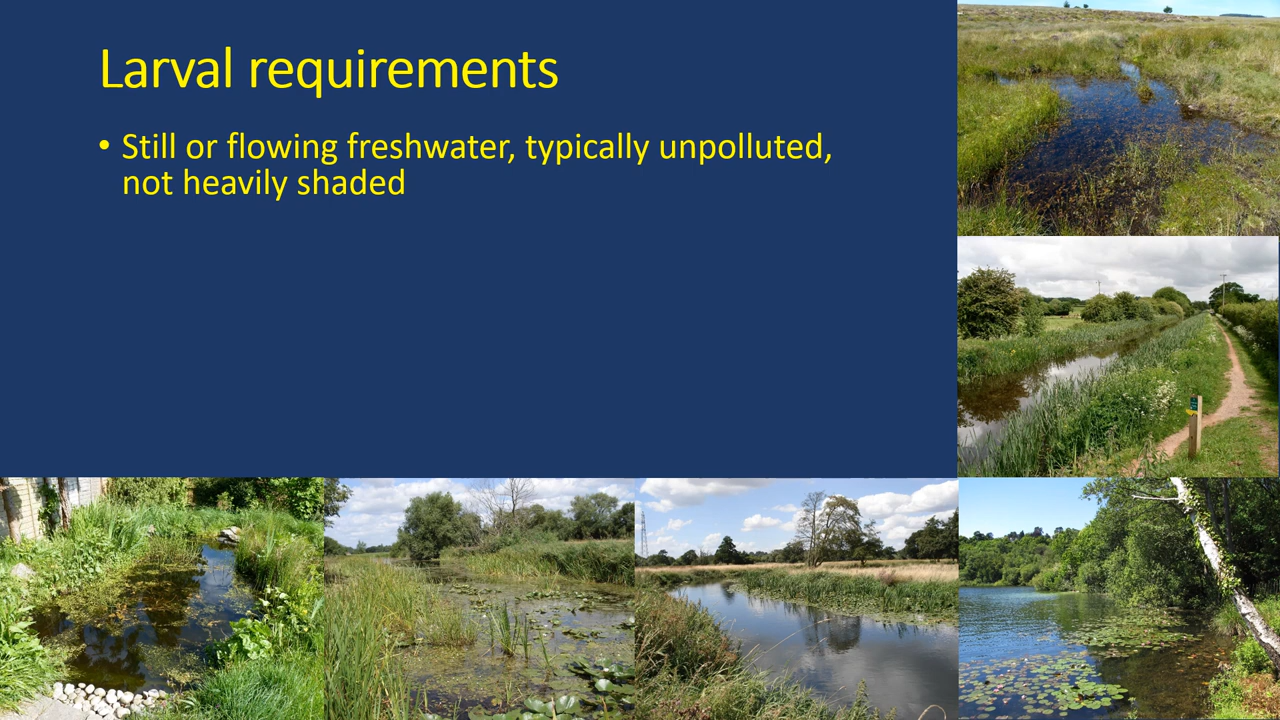 Larval requirements
• Still or flowing freshwater, typically unpolluted,
not heavily shaded